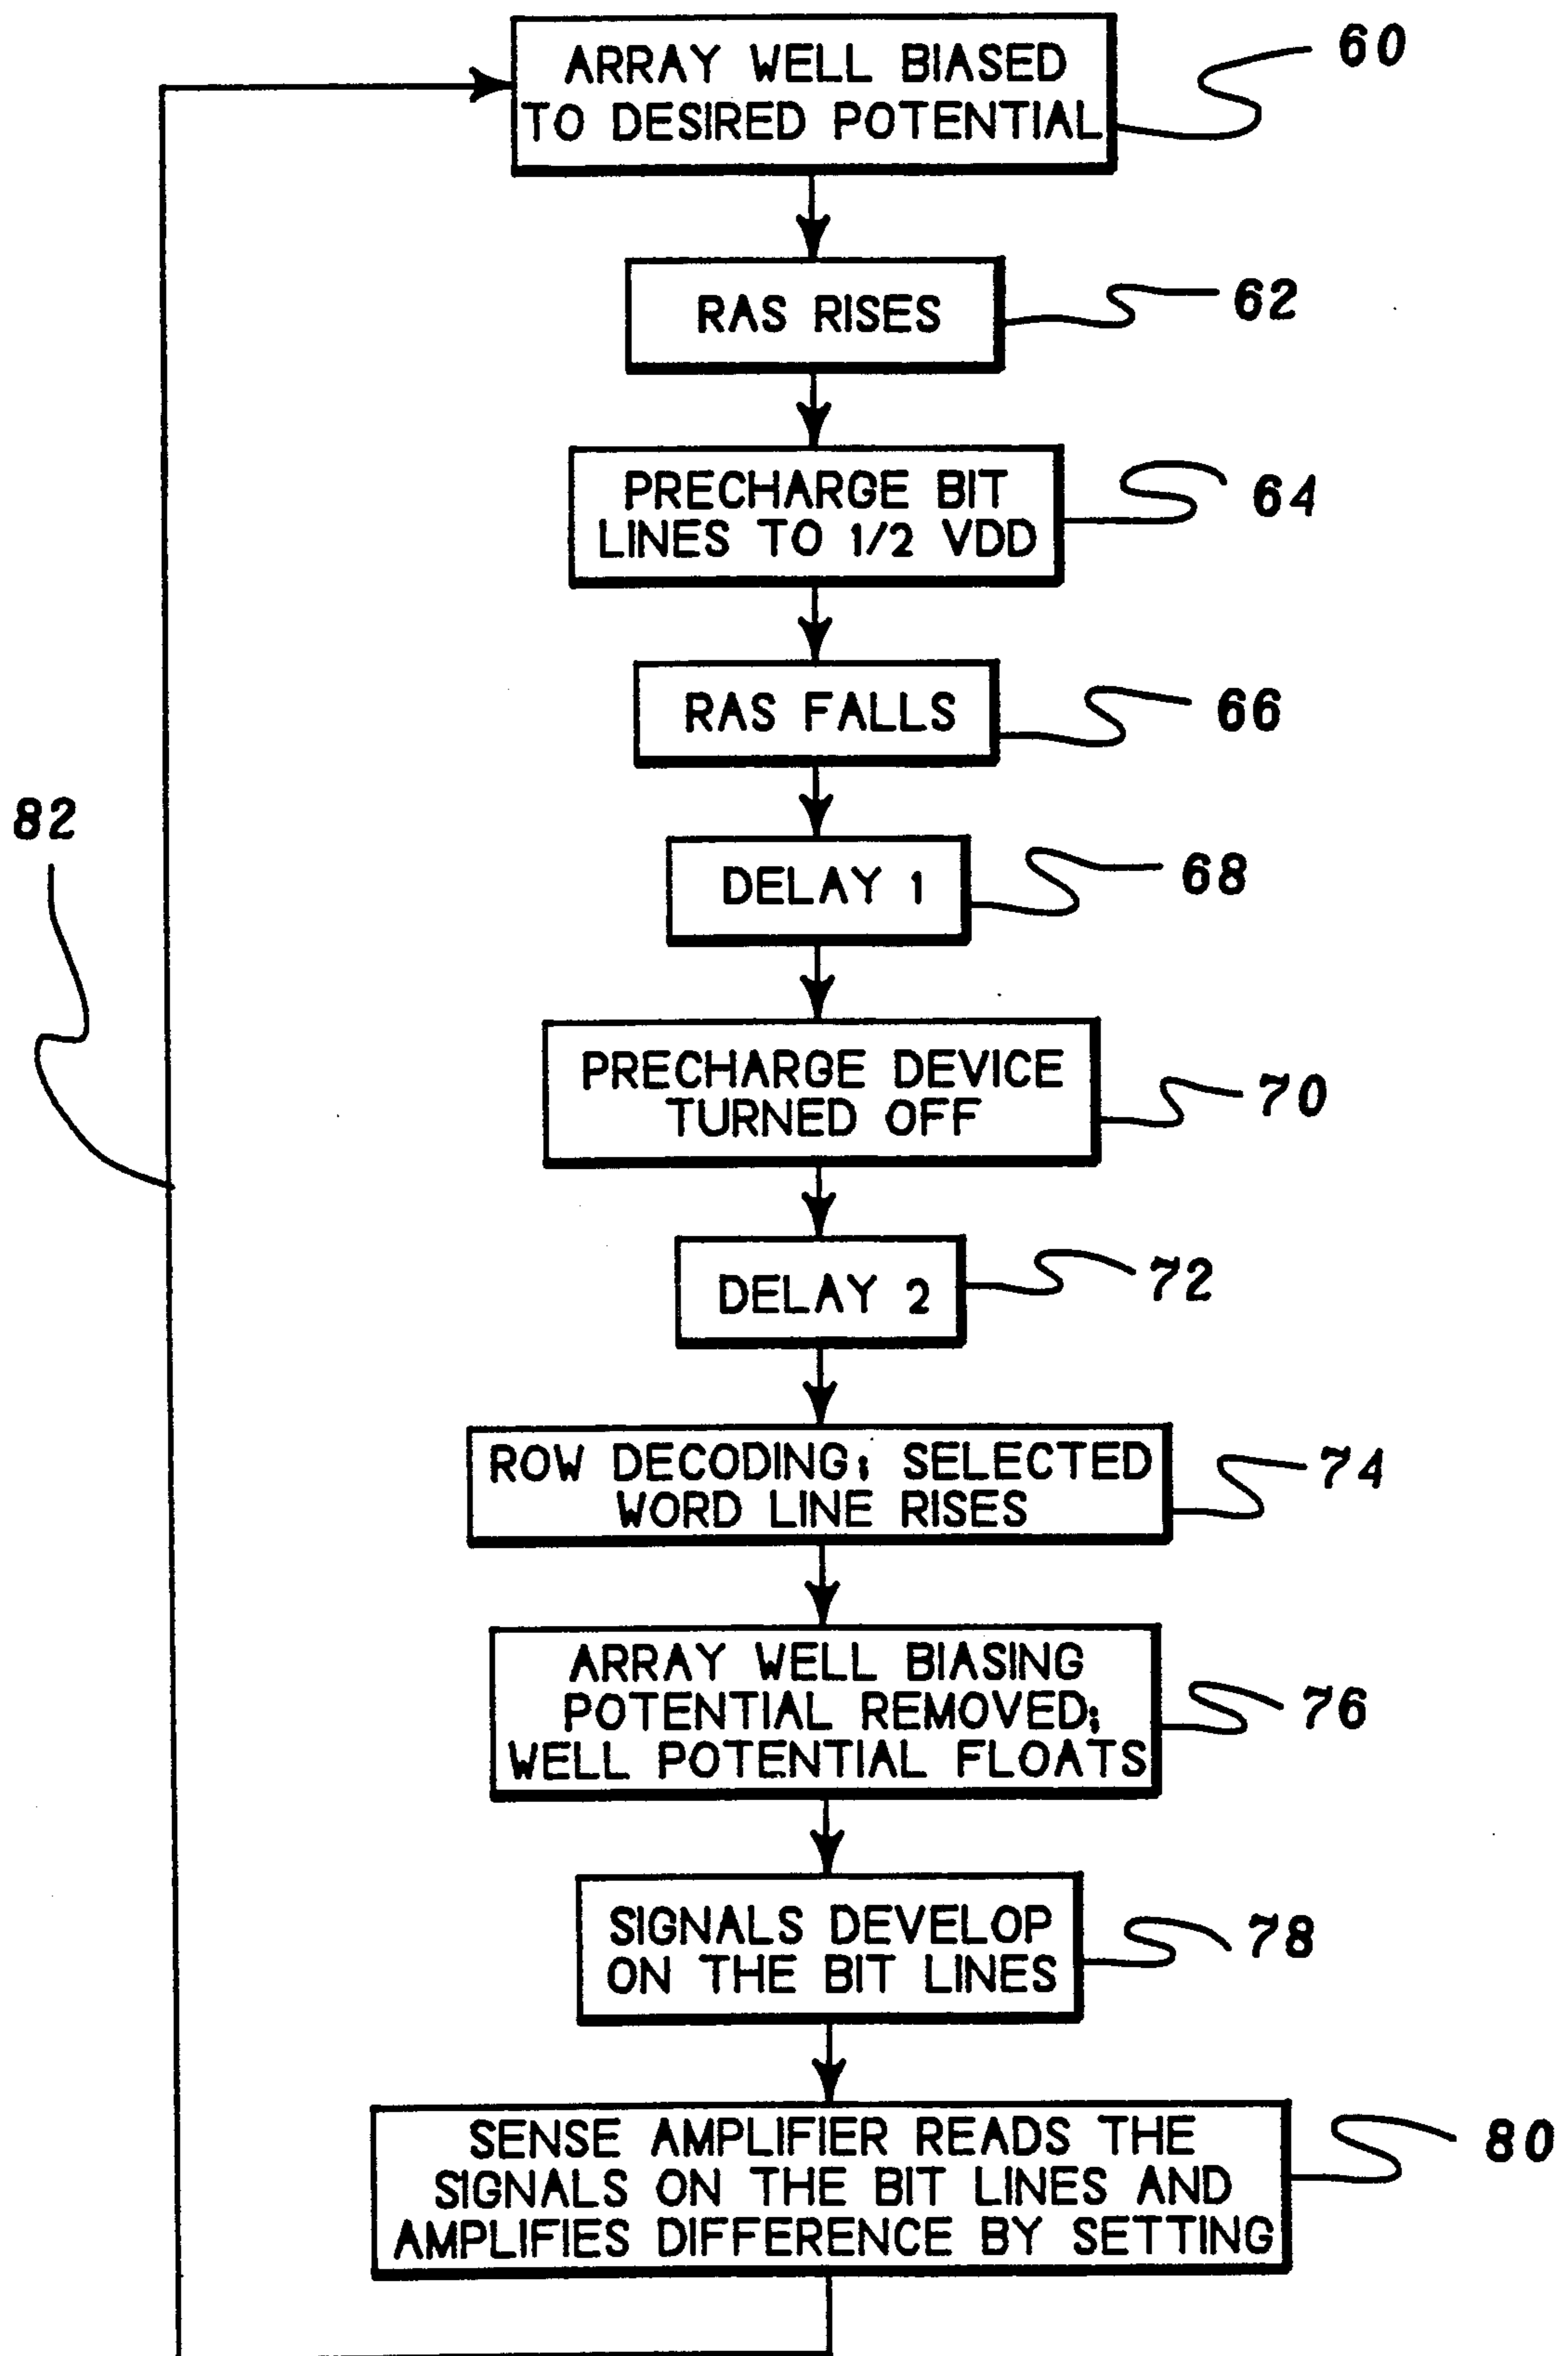 ARRAY WELL BIASED
TO DESIRED POTENTIAL
60
RAS RISES
62
PRECHARGE BIT
LINES TO 1/2 VDD
64
RAS FALLS
66
82
DELAY 1
68
PRECHARGE DEVICE
TURNED OFF
70
DELAY 2
72
ROW DECODING; SELECTED
WORD LINE RISES
74
ARRAY WELL BIASING
POTENTIAL REMOVED;
WELL POTENTIAL FLOATS
76
SIGNALS DEVELOP
ON THE BIT LINES
78
SENSE AMPLIFIER READS THE
SIGNALS ON THE BIT LINES AND
AMPLIFIES DIFFERENCE BY SETTING
80